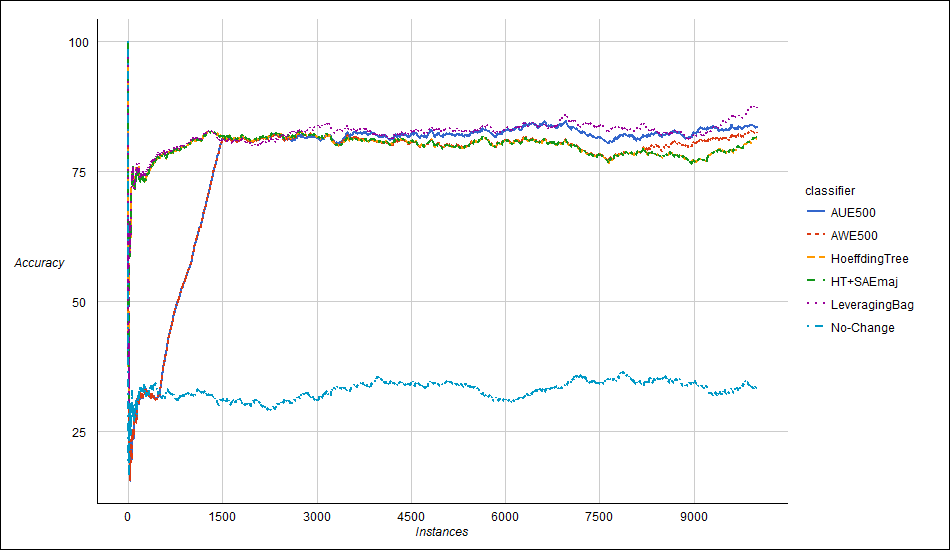 100
75
50
25
Accuracy
0 1500 3000 4500 6000 7500 9000
Instances
classifier
AUE500
AWE500
HoeffdingTree
HT+SAEmaj
LeveragingBag
No-Change